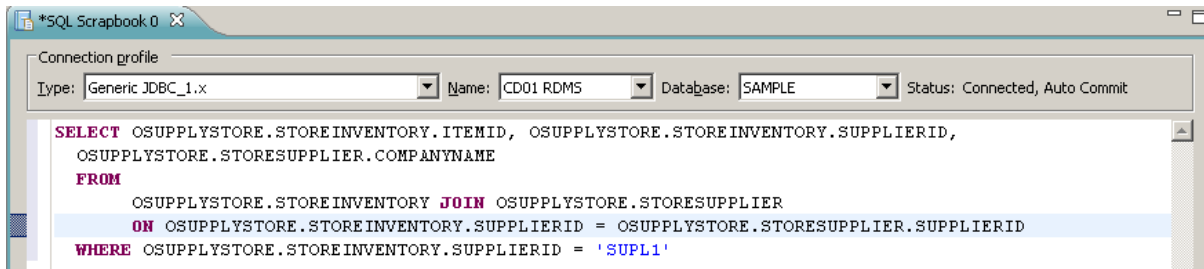 *SQL Scrapbook 0
Connection profile
Type: Generic JDBC_1.x Name: CD01 RDMS Database: SAMPLE Status: Connected, Auto Commit
SELECT OSUPPLYSTORE.STOREINVENTORY.ITEMID, OSUPPLYSTORE.STOREINVENTORY.SUPPLIERID,
OSUPPLYSTORE.STORESUPPLIER.COMPANYNAME
FROM
OSUPPLYSTORE.STOREINVENTORY JOIN OSUPPLYSTORE.STORESUPPLIER
ON OSUPPLYSTORE.STOREINVENTORY.SUPPLIERID = OSUPPLYSTORE.STORESUPPLIER.SUPPLIERID
WHERE OSUPPLYSTORE.STOREINVENTORY.SUPPLIERID = 'SUPL1'